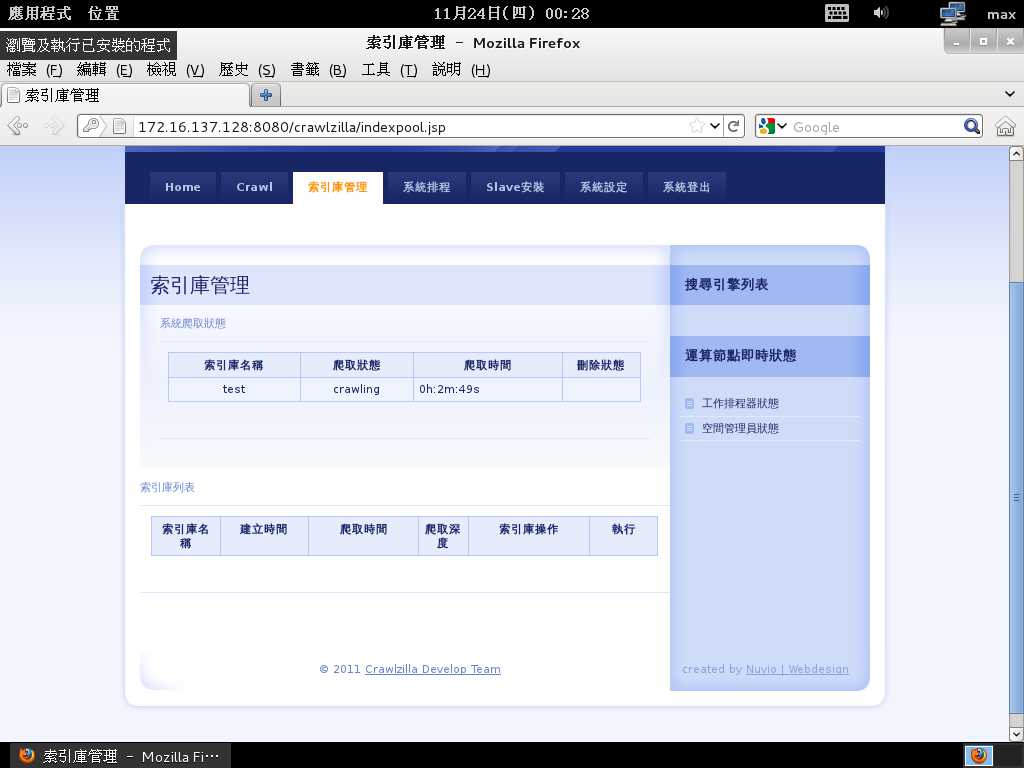 應用程式 位置 11月24日(四) 00:28 max
瀏覽及執行已安裝的程式 索引庫管理 - Mozilla Firefox
檔案 (F) 編輯 (E) 檢視 (V) 歷史 (S) 書籤 (B) 工具 (T) 說明 (H)
索引庫管理
172.16.137.128:8080/crawlzilla/indexpool.jsp Google
Home Crawl 索引庫管理 系統排程 Slave安裝 系統設定 系統登出
索引庫管理
系統爬取狀態
索引庫名稱 爬取狀態 爬取時間 刪除狀態
test crawling 0h:2m:49s
索引庫列表
索引庫名稱 建立時間 爬取時間 爬取深度 索引庫操作 執行
搜尋引擎列表
運算節點即時狀態
工作排程器狀態
空間管理員狀態
© 2011 Crawlzilla Develop Team
created by Nuvio | Webdesign
索引庫管理 - Mozilla Fi···